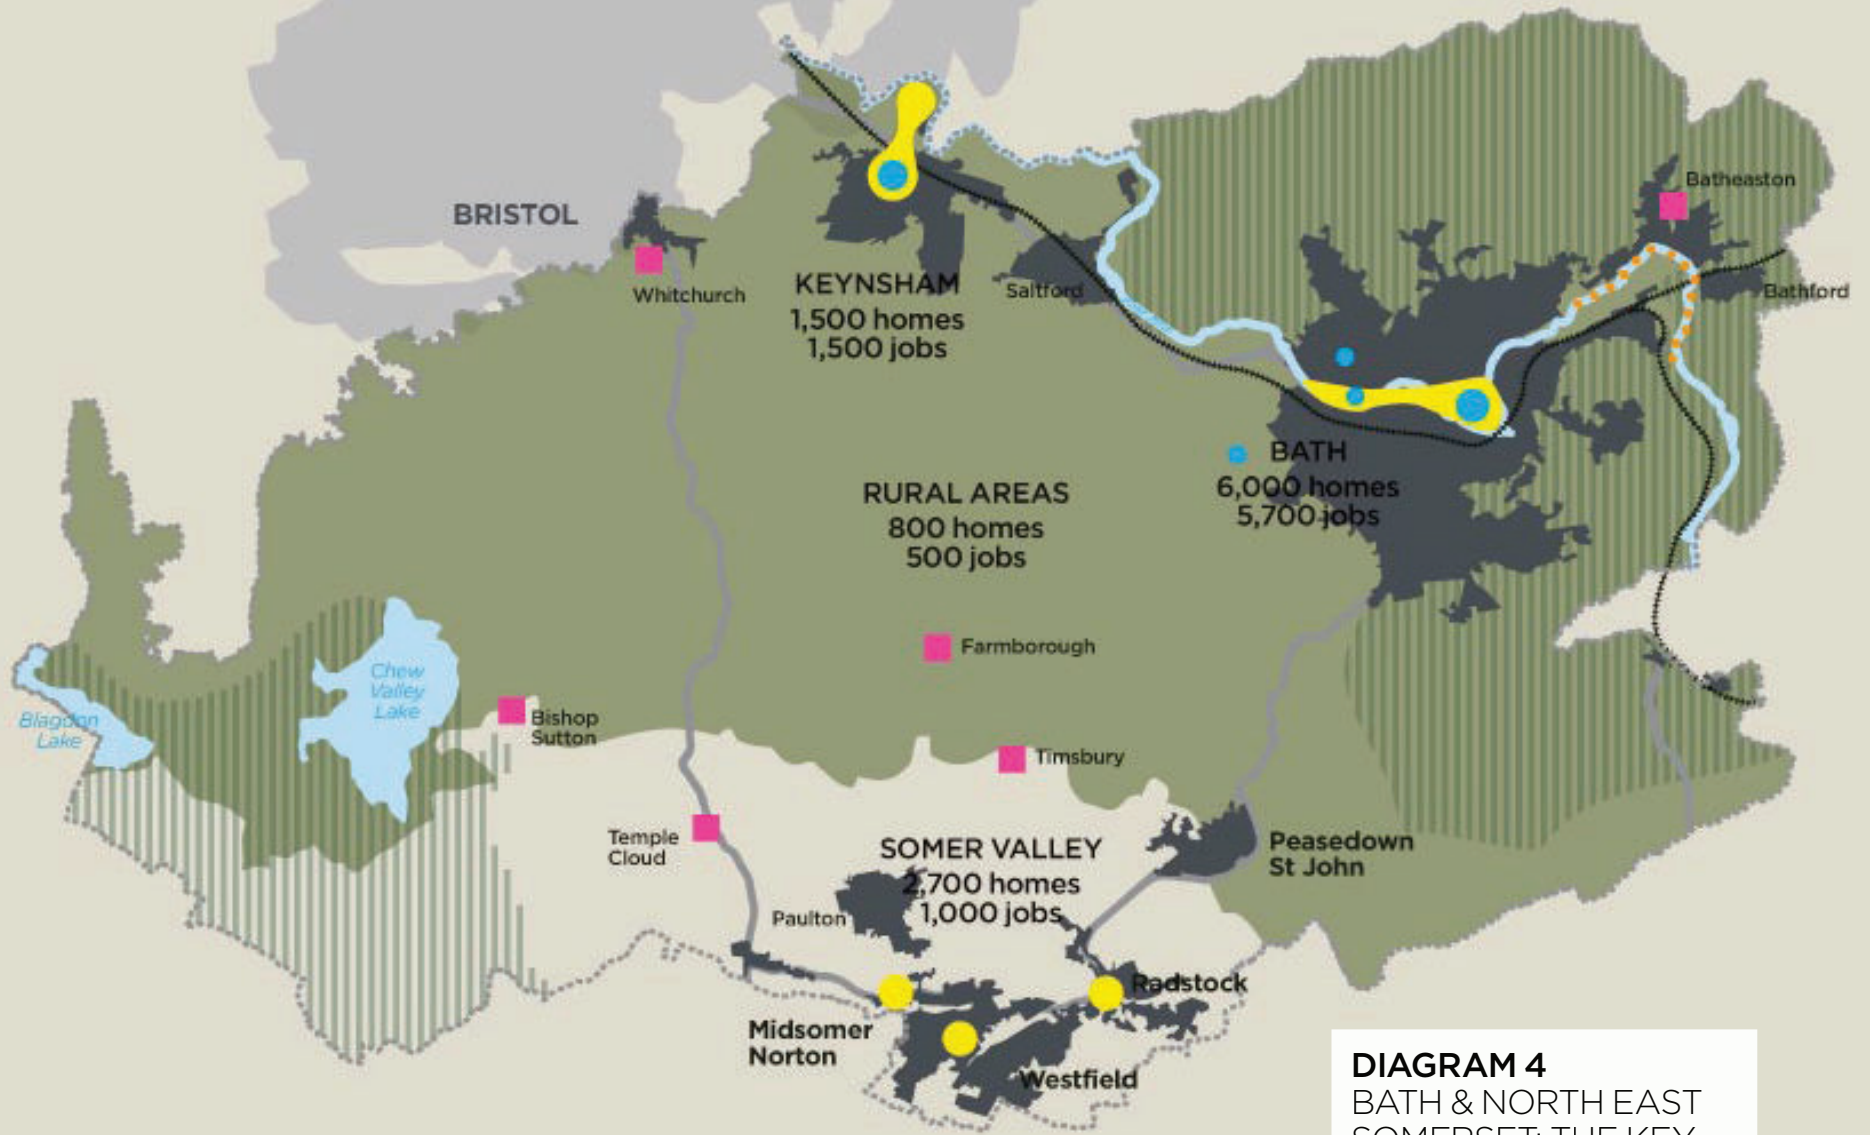 BRISTOL
Whitchurch
KEYNSHAM
1,500 homes
1,500 jobs
Saltford
Batheaston
Bathford
BATH
6,000 homes
5,700 jobs
RURAL AREAS
800 homes
500 jobs
Farmborough
Chew
Valley
Lake
Blagdon
Lake
Bishop
Sutton
Timsbury
Temple
Cloud
SOMER VALLEY
2,700 homes
1,000 jobs
Paulton
Peasedown
St John
Radstock
Midsomer
Norton
Westfield
DIAGRAM 4
BATH & NORTH EAST
SOMERSET: THE KEY